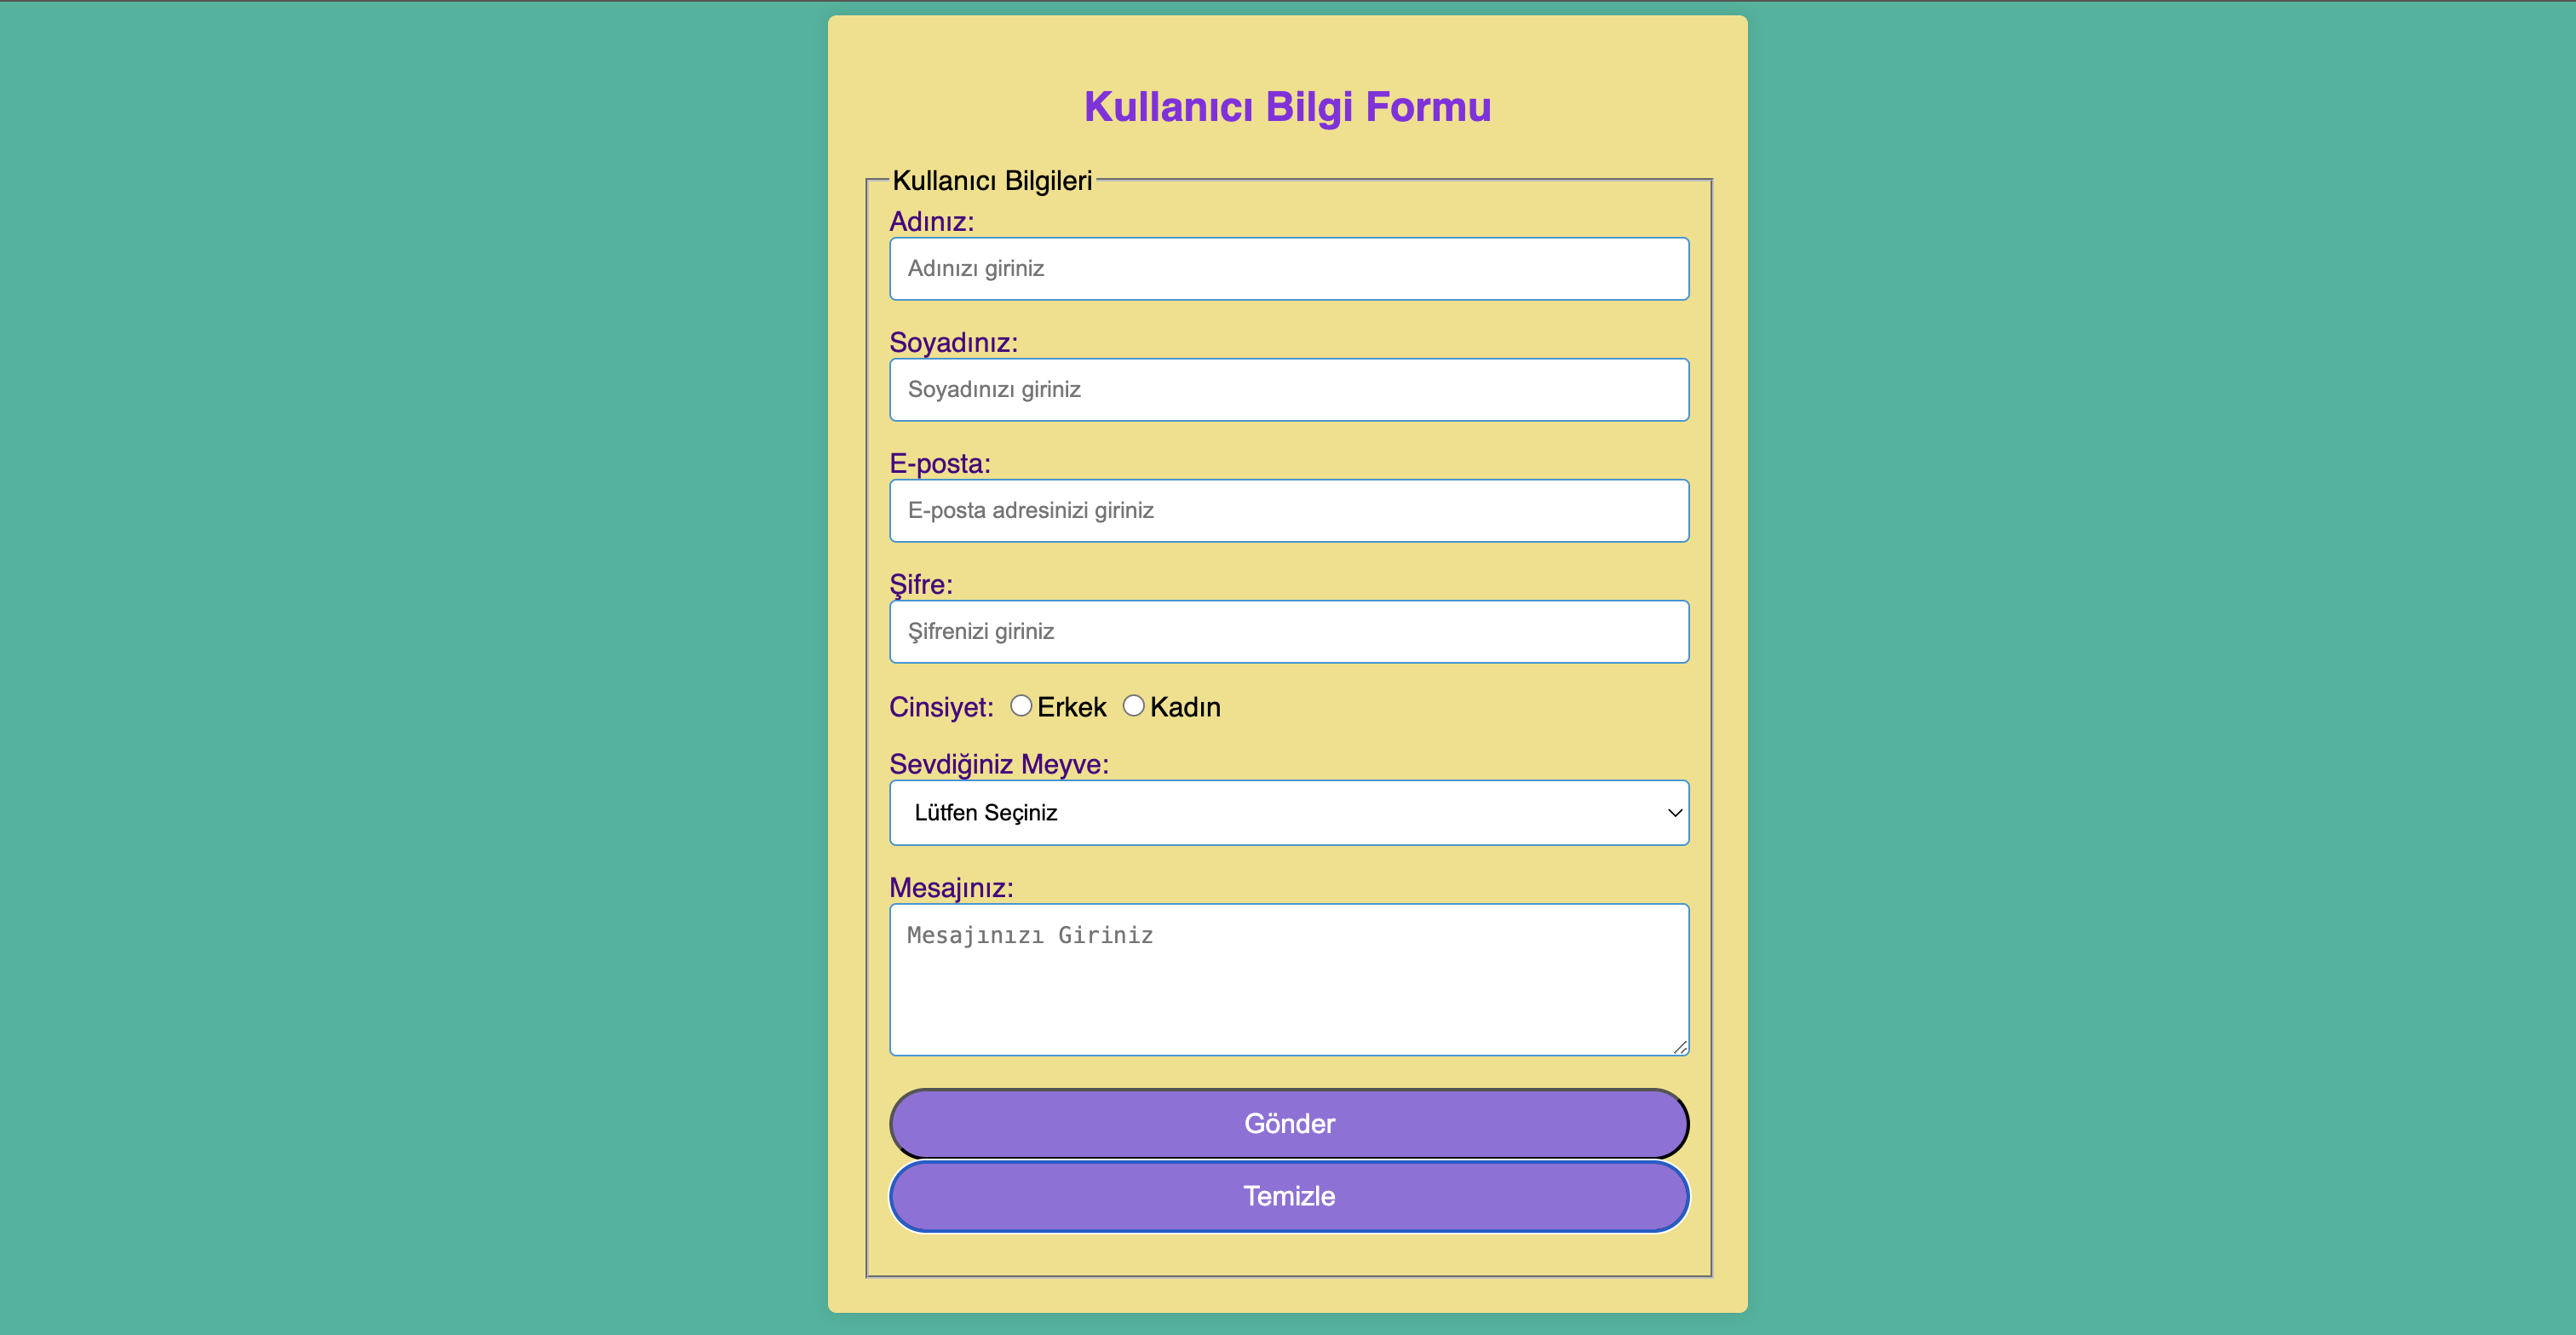 Kullanıcı Bilgi Formu
Kullanıcı Bilgileri
Adınız:
Adınızı giriniz
Soyadınız:
Soyadınızı giriniz
E-posta:
E-posta adresinizi giriniz
Şifre:
Şifrenizi giriniz
Cinsiyet: Erkek Kadın
Sevdiğiniz Meyve:
Lütfen Seçiniz
Mesajınız:
Mesajınızı Giriniz
Gönder
Temizle